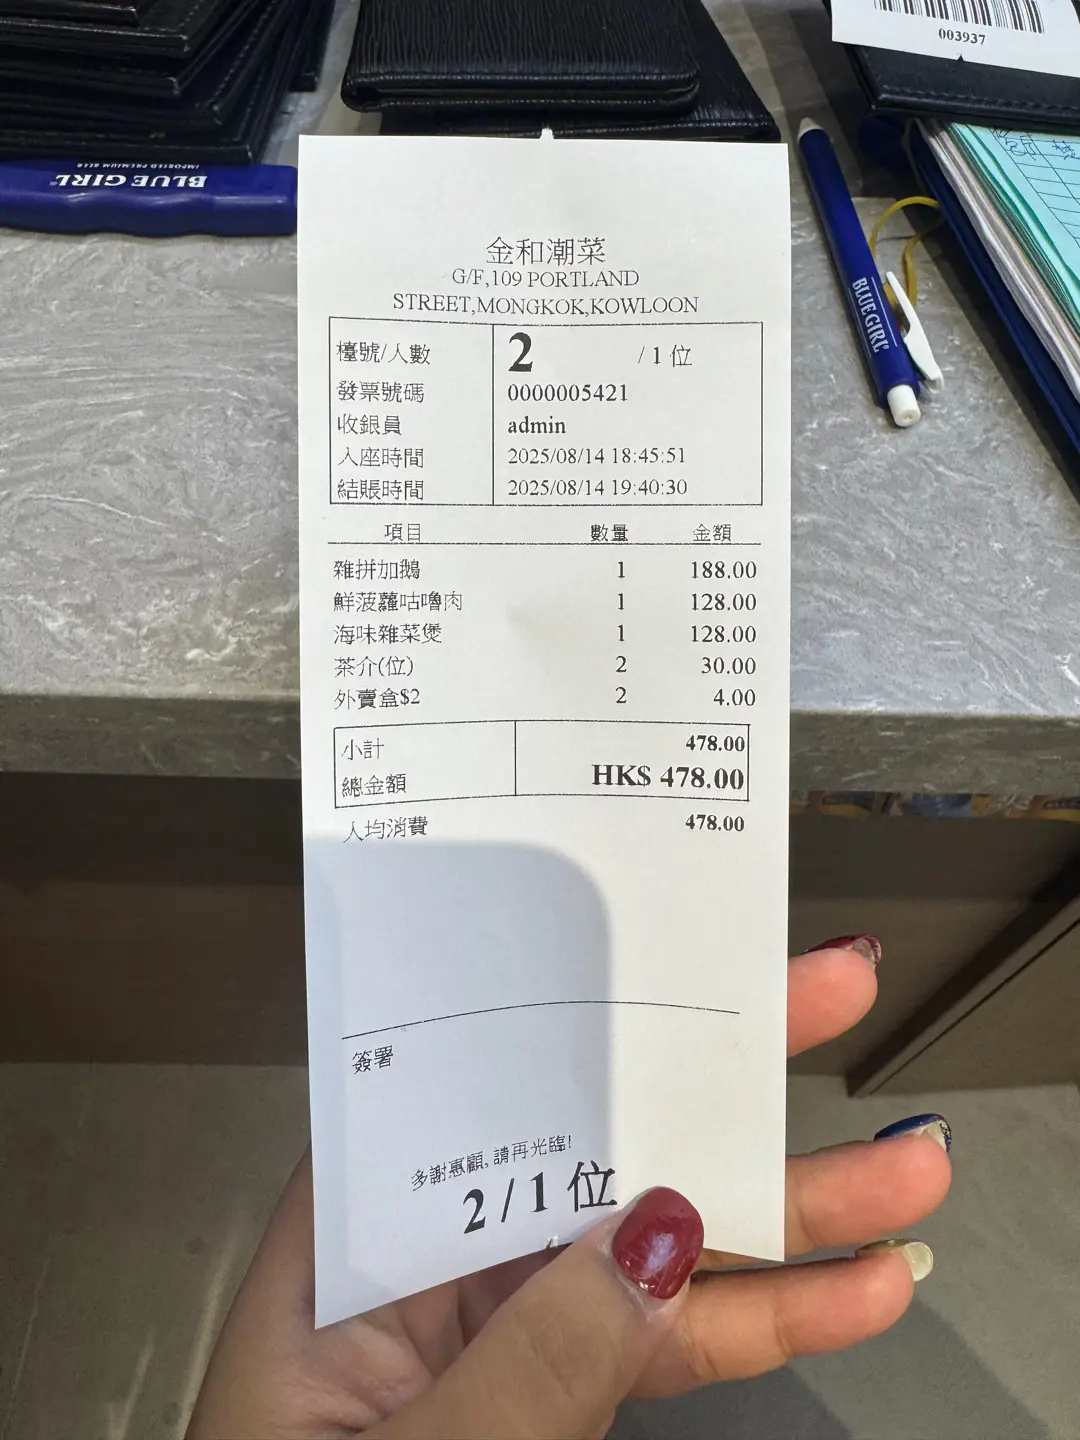 003937
BLUE GIRL
IMPORTED PREMIUM BEER
BLUE GIRL
金和潮菜
G/F,109 PORTLAND
STREET,MONGKOK,KOWLOON
檯號/人數 2 / 1 位
發票號碼 0000005421
收銀員 admin
入座時間 2025/08/14 18:45:51
結賬時間 2025/08/14 19:40:30
項目 數量 金額
雜拼加鵝 1 188.00
鮮菠蘿咕嚕肉 1 128.00
海味雜菜煲 1 128.00
茶介(位) 2 30.00
外賣盒$2 2 4.00
小計 478.00
總金額 HK$ 478.00
人均消費 478.00
簽署
多謝惠顧,請再光臨!
2 / 1 位